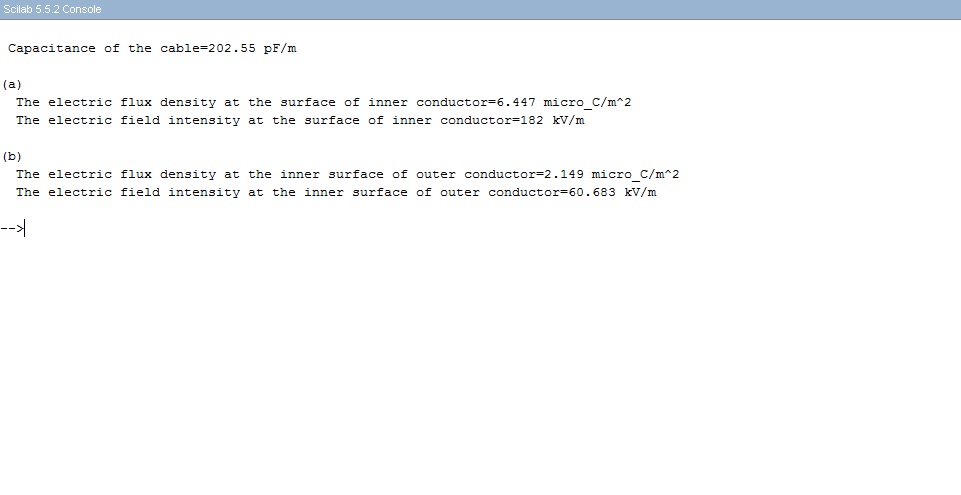 Scilab 5.5.2 Console
Capacitance of the cable=202.55 pF/m
(a)
The electric flux density at the surface of inner conductor=6.447 micro_C/m^2
The electric field intensity at the surface of inner conductor=182 kV/m
(b)
The electric flux density at the inner surface of outer conductor=2.149 micro_C/m^2
The electric field intensity at the inner surface of outer conductor=60.683 kV/m
-->